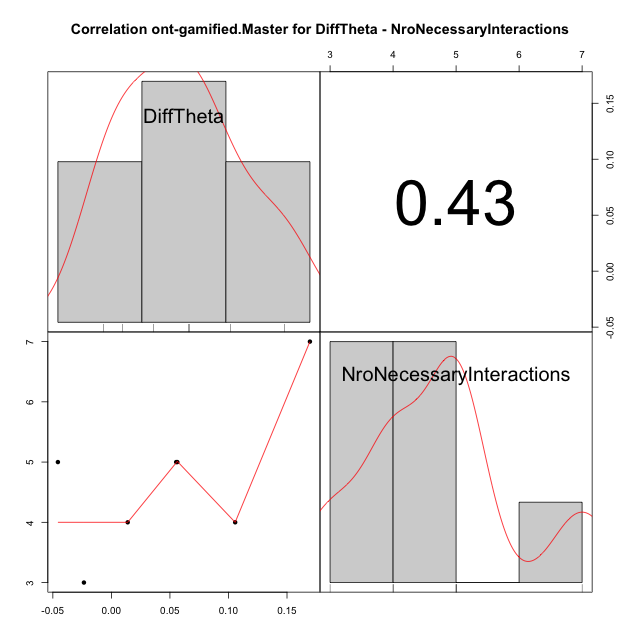 Correlation ont-gamified.Master for DiffTheta - NroNecessaryInteractions
3 4 5 6 7
DiffTheta
0.43
0.15
0.10
0.05
0.00
-0.05
7
6
5
4
3
NroNecessaryInteractions
-0.05 0.00 0.05 0.10 0.15